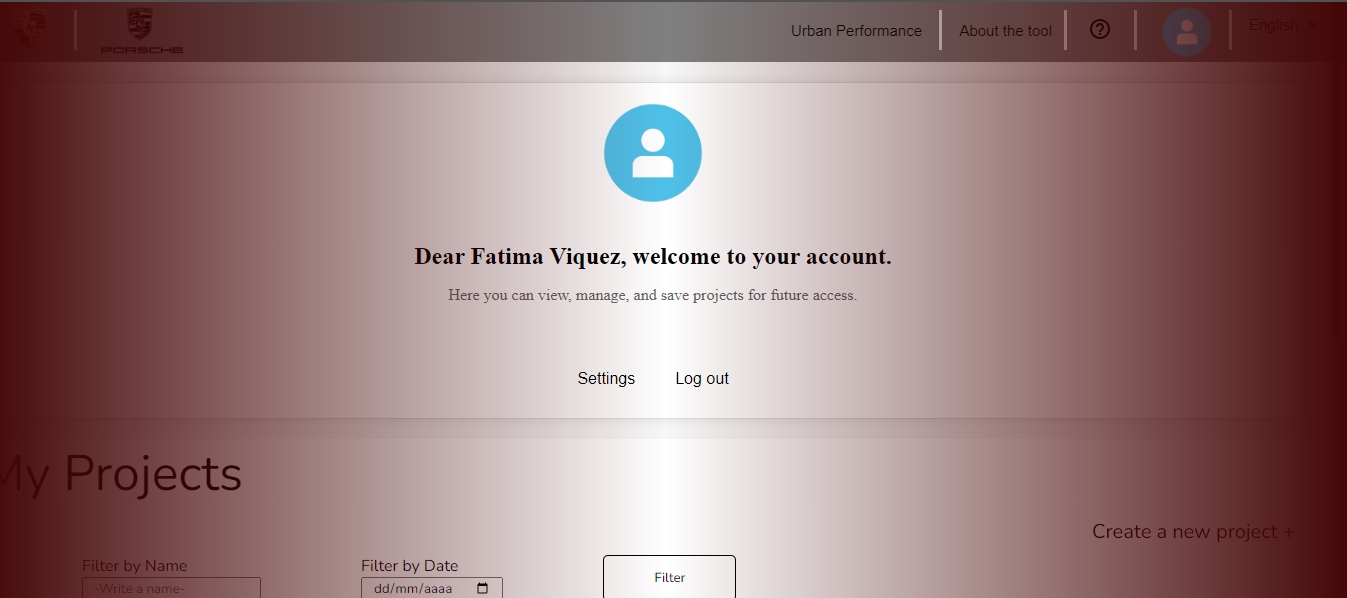 PORSCHE
Urban Performance
About the tool
English
Dear Fatima Viquez, welcome to your account.
Here you can view, manage, and save projects for future access.
Settings
Log out
My Projects
Create a new project +
Filter by Name
Filter by Date
-Write a name-
dd/mm/aaaa
Filter